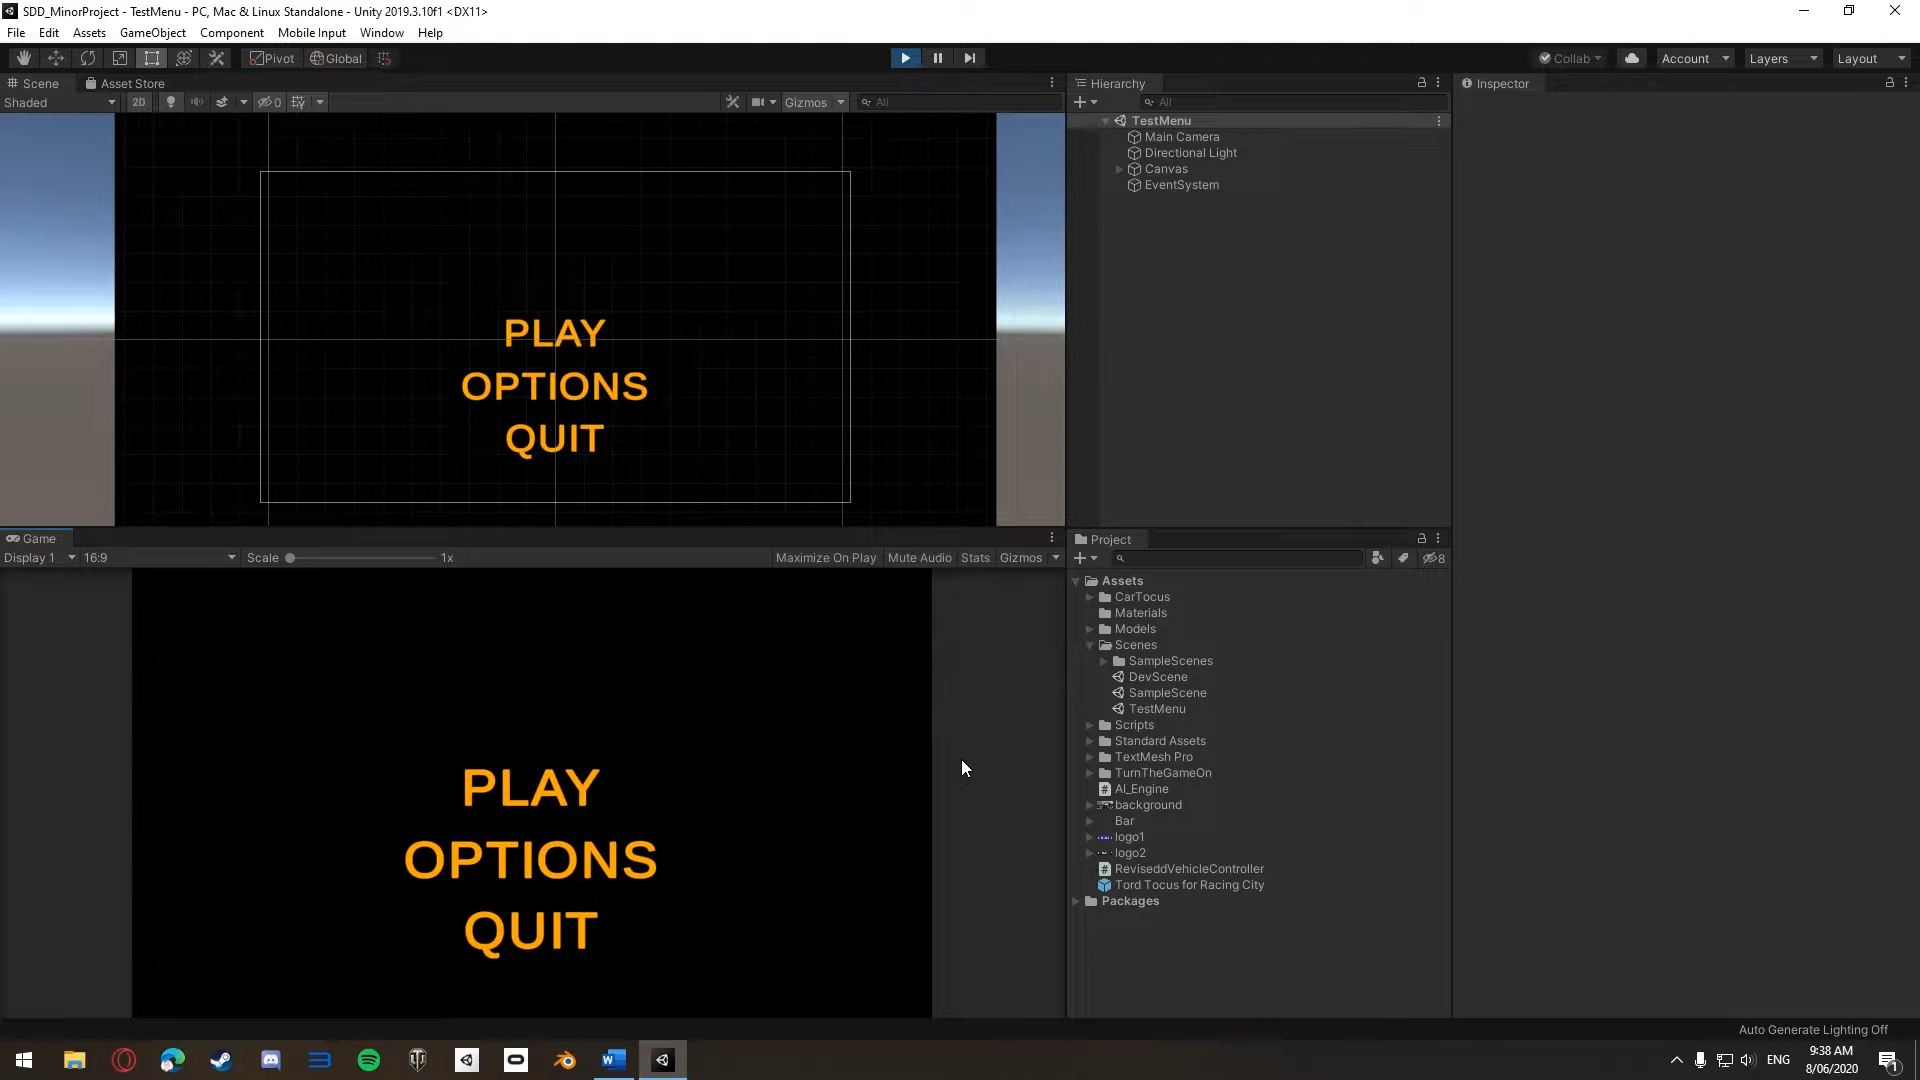 SDD_MinorProject - TestMenu - PC, Mac & Linux Standalone - Unity 2019.3.10f1 <DX11>
File Edit Assets GameObject Component Mobile Input Window Help
Pivot Global Collab Account Layers Layout
Scene Asset Store
Shaded 2D 0 Gizmos All
PLAY
OPTIONS
QUIT
Game
Display 1 16:9 Scale 1x Maximize On Play Mute Audio Stats Gizmos
PLAY
OPTIONS
QUIT
Hierarchy
All
TestMenu
Main Camera
Directional Light
Canvas
EventSystem
Project
8
Assets
CarTocus
Materials
Models
Scenes
SampleScenes
DevScene
SampleScene
TestMenu
Scripts
Standard Assets
TextMesh Pro
TurnTheGameOn
AI_Engine
background
Bar
logo1
logo2
ReviseddVehicleController
Tord Tocus for Racing City
Packages
Inspector
Auto Generate Lighting Off
ENG
9:38 AM
8/06/2020
1